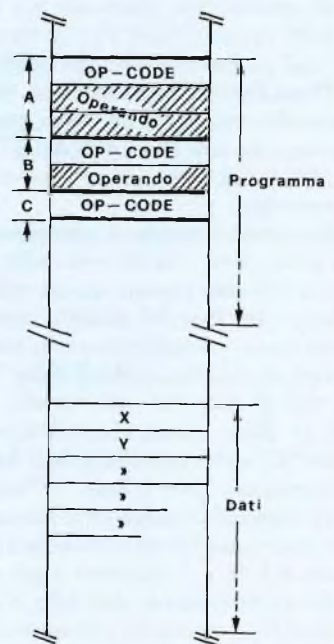 A
OP-CODE
Operando
B
OP-CODE
Operando
Programma
C
OP-CODE
X
Y
»
»
»
Dati